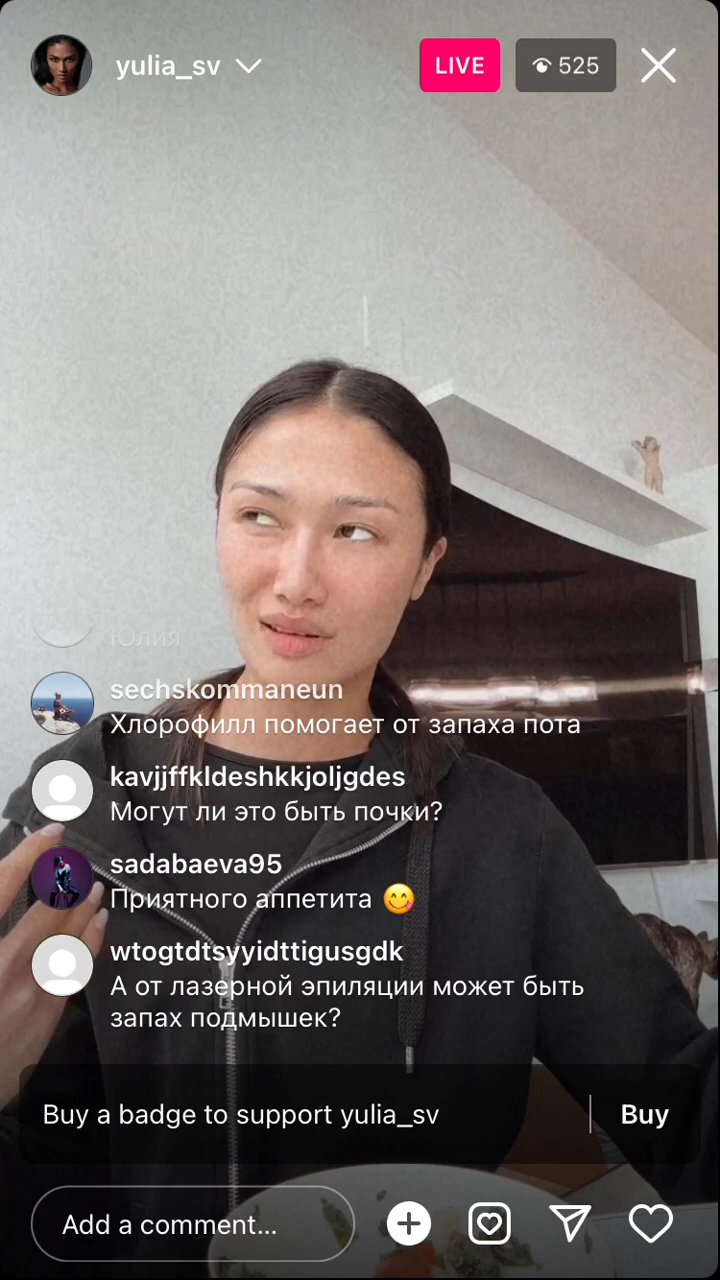 yulia_sv
LIVE
525
Юлия
sechskommaneun
Хлорофилл помогает от запаха пота
kavjjffkldeshkkjoljgdes
Могут ли это быть почки?
sadabaeva95
Приятного аппетита 😋
wtogtdtsyyidttigusgdk
А от лазерной эпиляции может быть
запах подмышек?
Buy a badge to support yulia_sv
Buy
Add a comment...